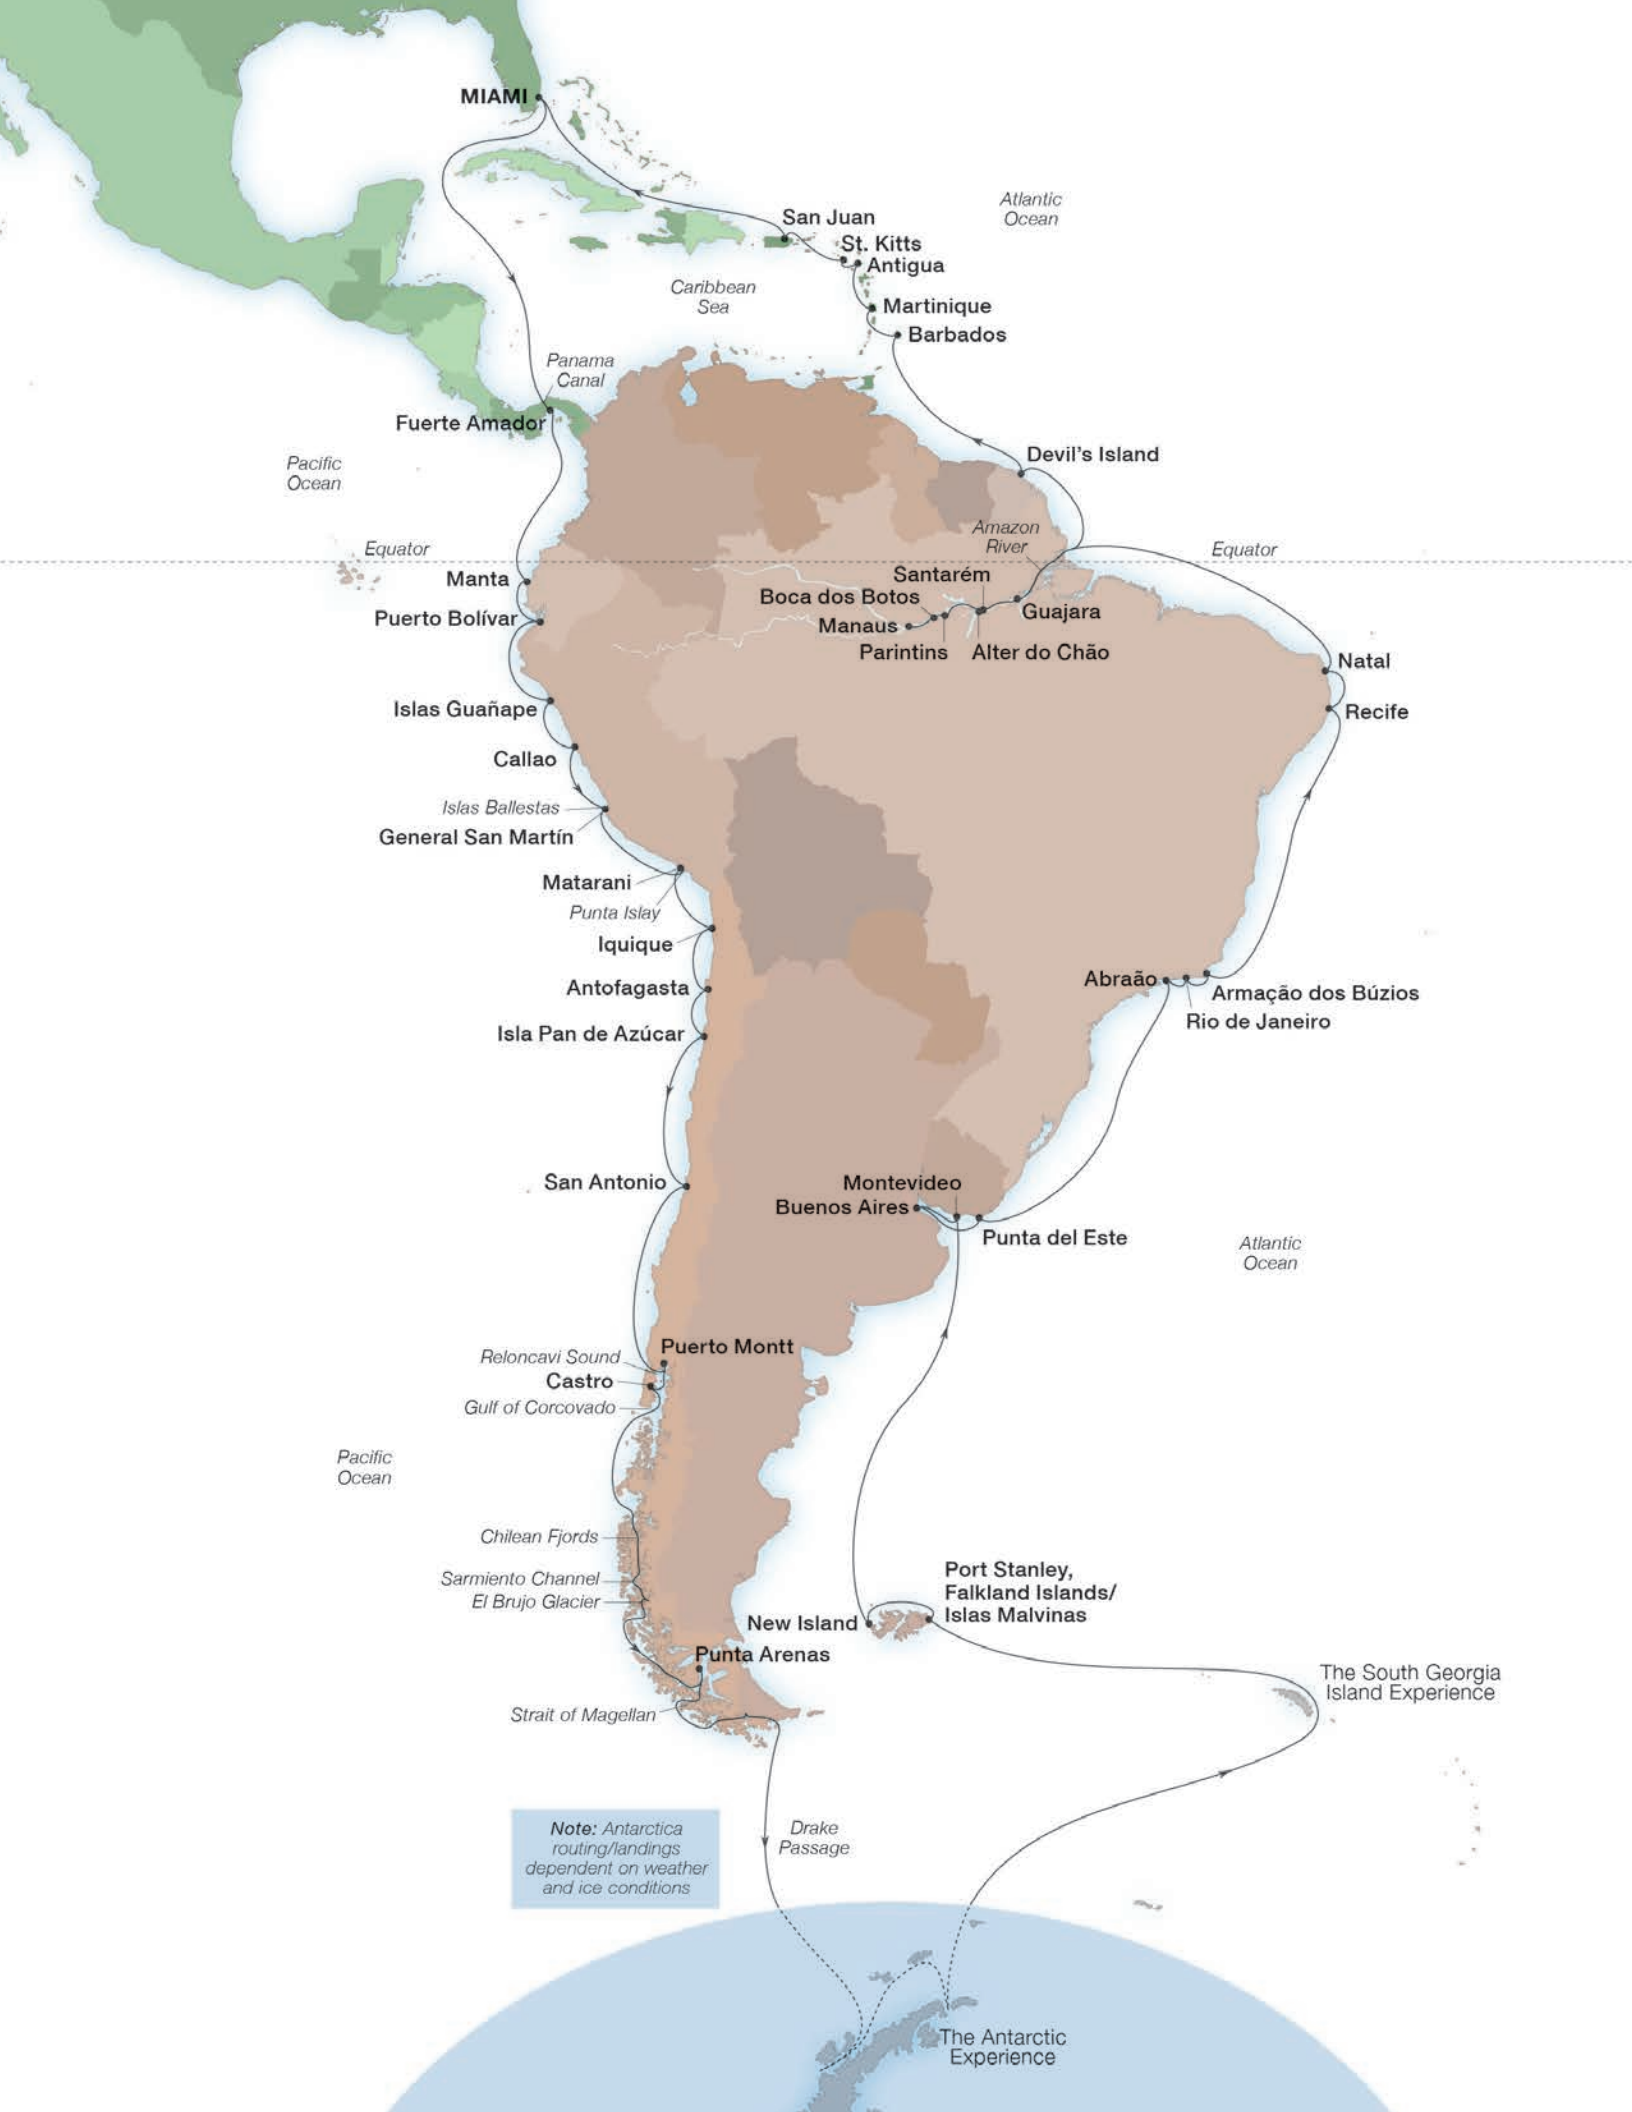 MIAMI
Atlantic
Ocean
San Juan
St. Kitts
Antigua
Caribbean
Sea
Martinique
Barbados
Panama
Canal
Fuerte Amador
Devil's Island
Pacific
Ocean
Amazon
River
Equator
Equator
Manta
Santarém
Boca dos Botos
Puerto Bolívar
Guajara
Manaus
Parintins
Alter do Chão
Natal
Islas Guañape
Recife
Callao
Islas Ballestas
General San Martín
Matarani
Punta Islay
Iquique
Abraão
Antofagasta
Armação dos Búzios
Rio de Janeiro
Isla Pan de Azúcar
San Antonio
Montevideo
Buenos Aires
Punta del Este
Atlantic
Ocean
Puerto Montt
Reloncavi Sound
Castro
Gulf of Corcovado
Pacific
Ocean
Chilean Fjords
Sarmiento Channel
El Brujo Glacier
Port Stanley,
Falkland Islands/
Islas Malvinas
New Island
Punta Arenas
The South Georgia
Island Experience
Strait of Magellan
Note: Antarctica
routing/landings
dependent on weather
and ice conditions
Drake
Passage
The Antarctic
Experience